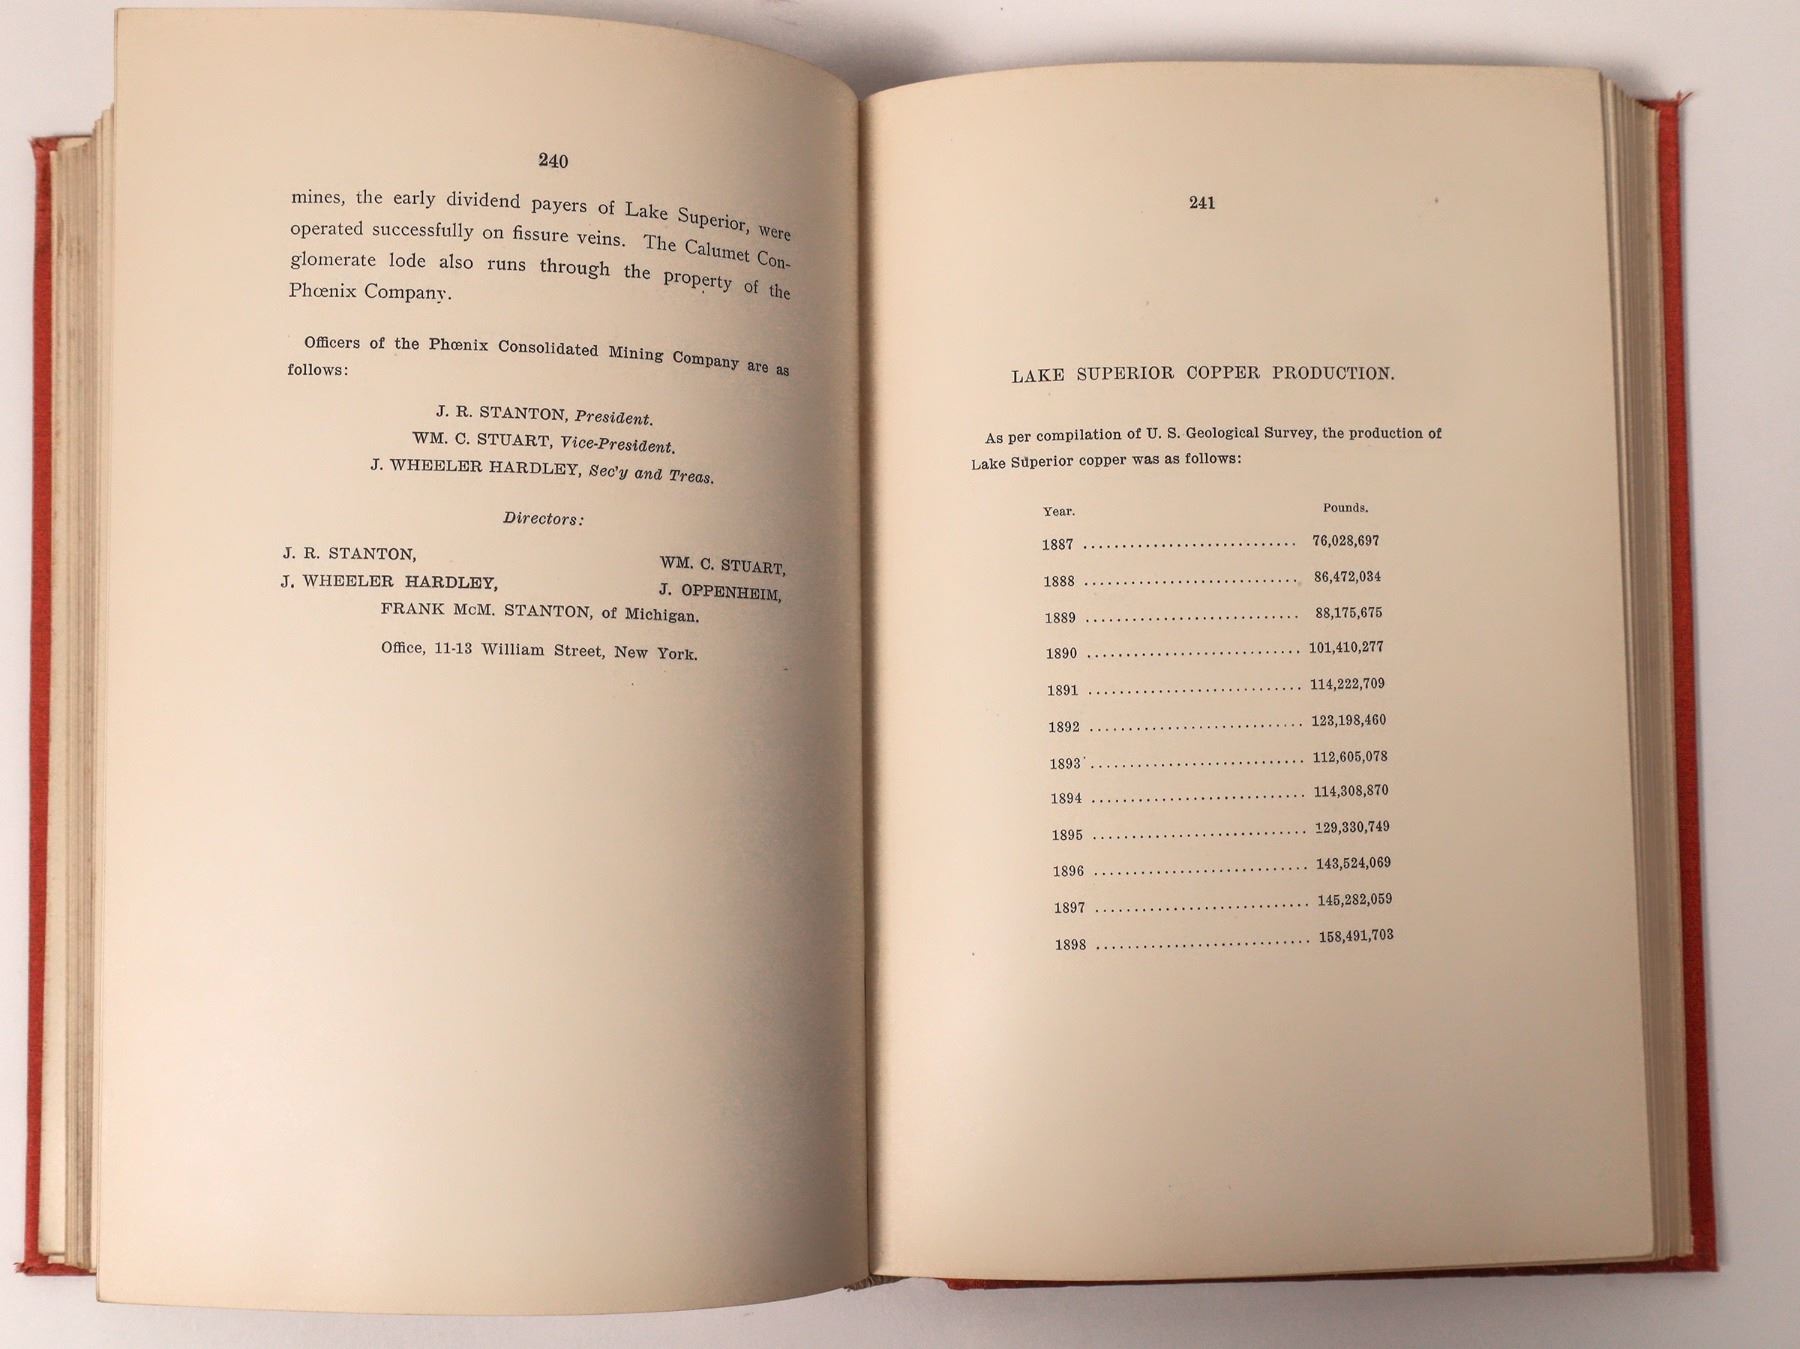 240
mines, the early dividend payers of Lake Superior, were
operated successfully on fissure veins. The Calumet Con-
glomerate lode also runs through the property of the
Phœnix Company.
Officers of the Phœnix Consolidated Mining Company are as
follows:
J. R. STANTON, President.
WM. C. STUART, Vice-President.
J. WHEELER HARDLEY, Sec'y and Treas.
Directors:
J. R. STANTON, WM. C. STUART,
J. WHEELER HARDLEY, J. OPPENHEIM,
FRANK McM. STANTON, of Michigan.
Office, 11-13 William Street, New York.
241
LAKE SUPERIOR COPPER PRODUCTION.
As per compilation of U. S. Geological Survey, the production of
Lake Superior copper was as follows:
Year. Pounds.
1887 ........................... 76,028,697
1888 ........................... 86,472,034
1889 ........................... 88,175,675
1890 ........................... 101,410,277
1891 ........................... 114,222,709
1892 ........................... 123,198,460
1893 ........................... 112,605,078
1894 ........................... 114,308,870
1895 ........................... 129,330,749
1896 ........................... 143,524,069
1897 ........................... 145,282,059
1898 ........................... 158,491,703